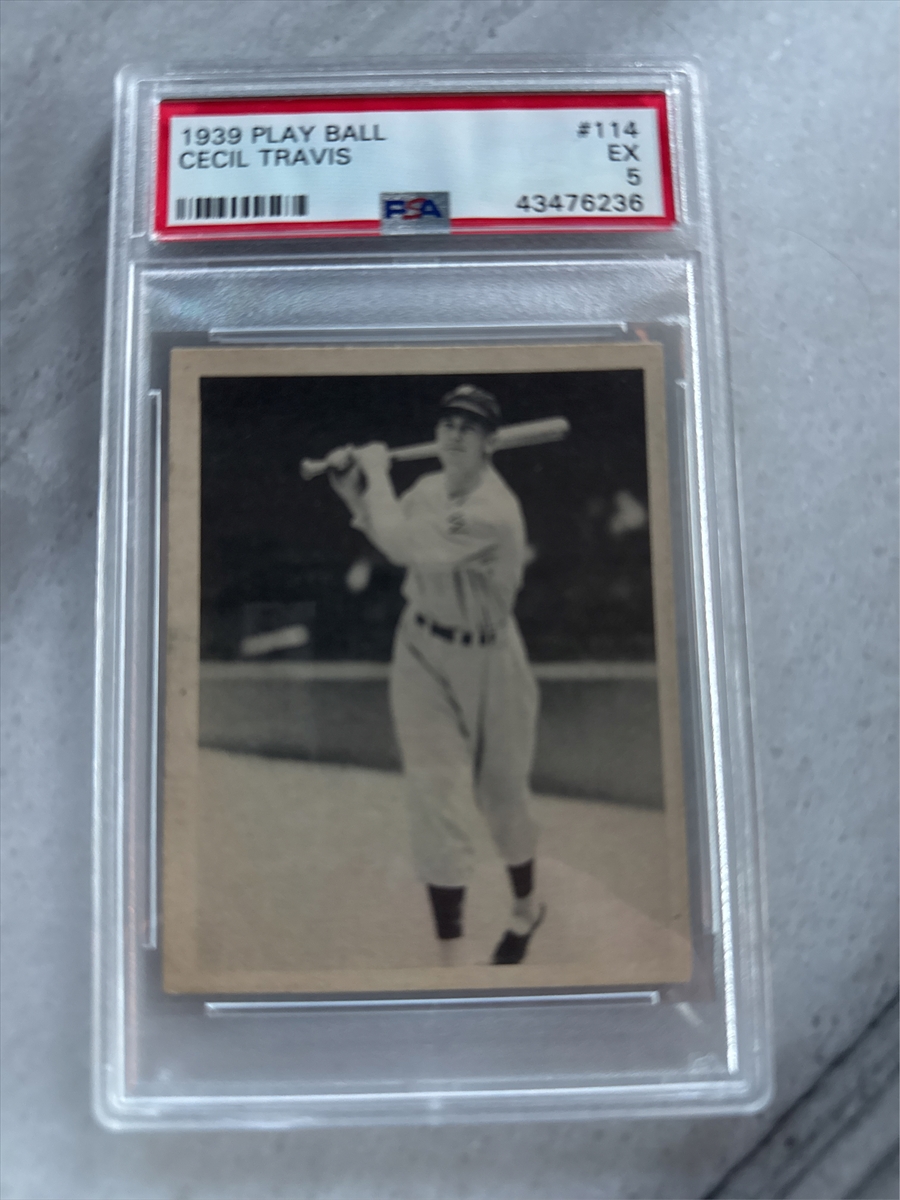 1939 PLAY BALL #114
CECIL TRAVIS EX
5
PSA 43476236